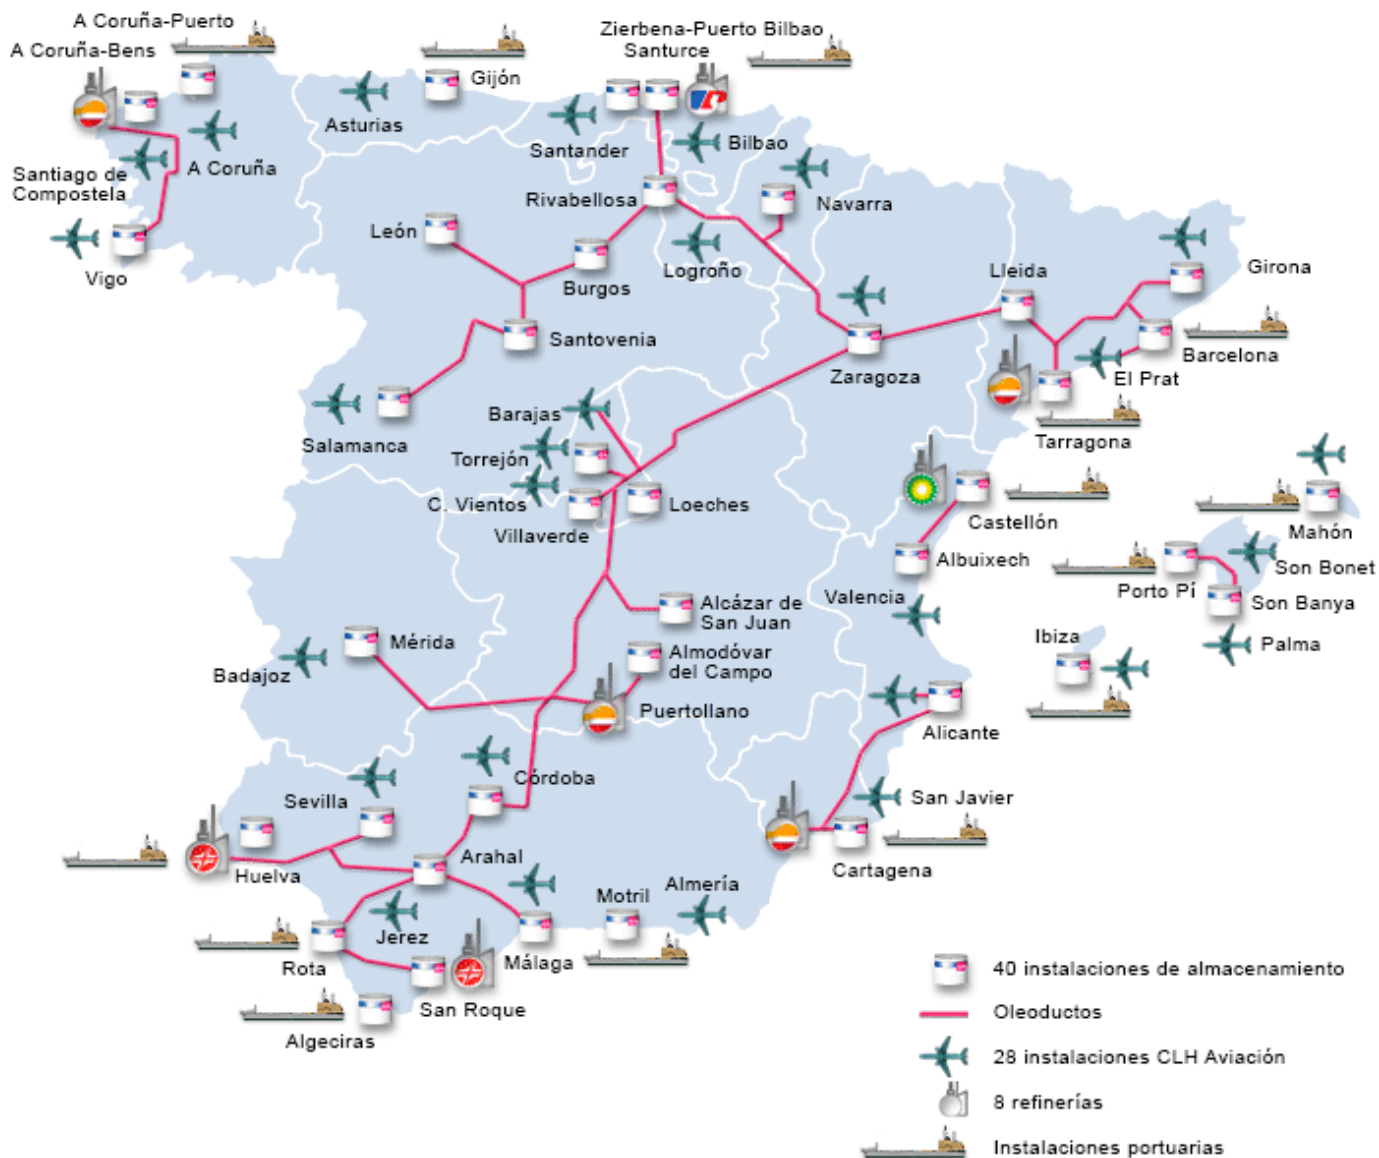 A Coruña-Puerto
A Coruña-Bens
Zierbena-Puerto Bilbao
Santurce
Gijón
Asturias
Santander
Bilbao
A Coruña
Santiago de
Compostela
Rivabellosa
Navarra
León
Vigo
Burgos
Logroño
Lleida
Girona
Santovenia
Zaragoza
Barcelona
El Prat
Barajas
Salamanca
Tarragona
Torrejón
C. Vientos
Loeches
Villaverde
Castellón
Mahón
Albuixech
Son Bonet
Porto Pí
Son Banya
Valencia
Alcázar de
San Juan
Mérida
Ibiza
Palma
Badajoz
Almodóvar
del Campo
Puertollano
Alicante
Córdoba
Sevilla
San Javier
Arahal
Huelva
Cartagena
Almería
Motril
Jerez
Rota
Málaga
San Roque
Algeciras
40 instalaciones de almacenamiento
Oleoductos
28 instalaciones CLH Aviación
8 refinerías
Instalaciones portuarias